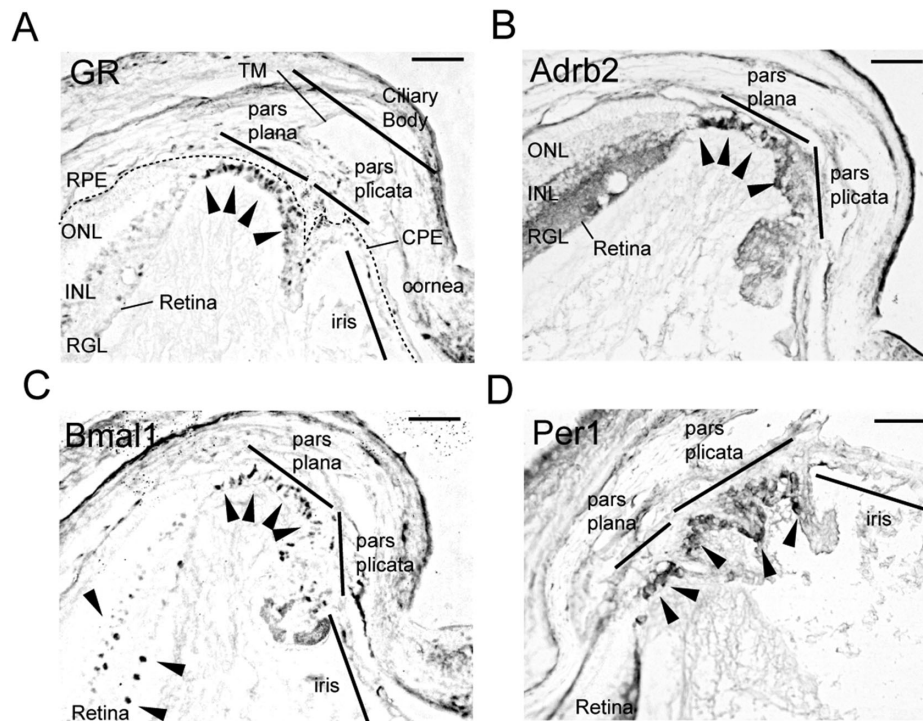 A
GR
TM
Ciliary
Body
pars
plana
pars
plicata
RPE
ONL
INL
RGL
Retina
CPE
cornea
iris
B
Adrb2
pars
plana
pars
plicata
ONL
INL
RGL
Retina
C
Bmal1
pars
plana
pars
plicata
iris
Retina
D
Per1
pars
plicata
pars
plana
iris
Retina